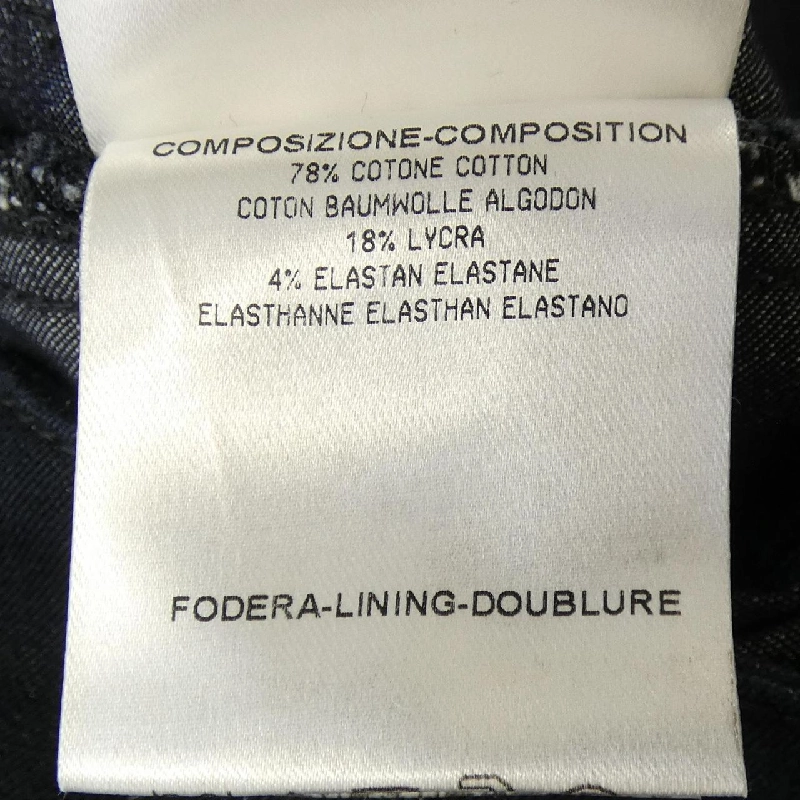 COMPOSIZIONE-COMPOSITION
78% COTONE COTTON
COTON BAUMWOLLE ALGODON
18% LYCRA
4% ELASTAN ELASTANE
ELASTHANNE ELASTHAN ELASTANO
FODERA-LINING-DOUBLURE